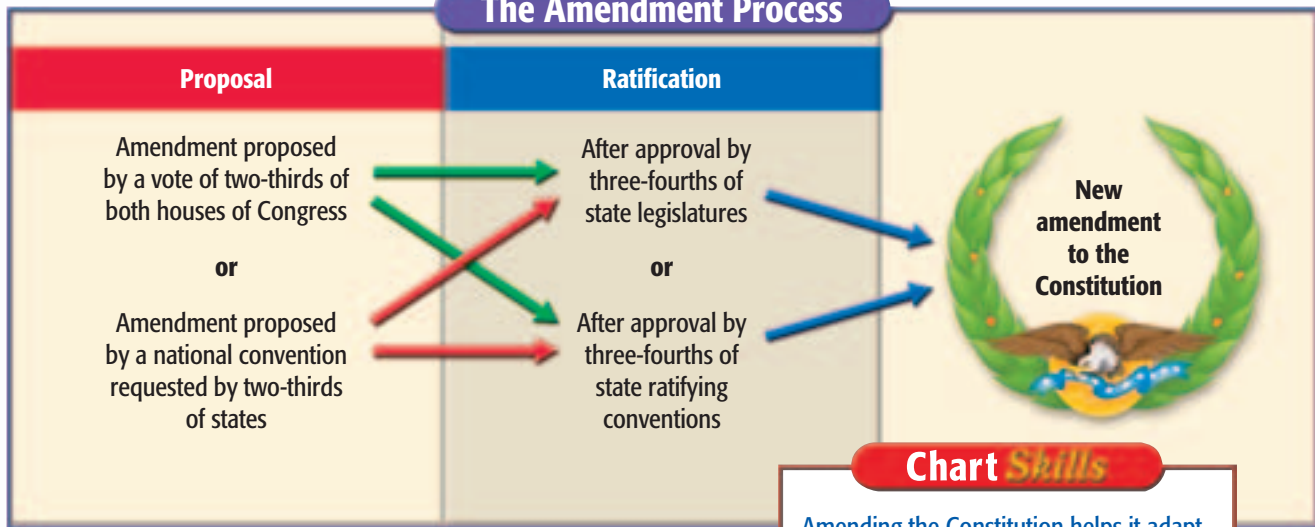 The Amendment Process
Proposal
Ratification
Amendment proposed
by a vote of two-thirds of
both houses of Congress
or
Amendment proposed
by a national convention
requested by two-thirds
of states
After approval by
three-fourths of
state legislatures
or
After approval by
three-fourths of
state ratifying
conventions
New
amendment
to the
Constitution
Chart Skills
Amending the Constitution helps it adapt